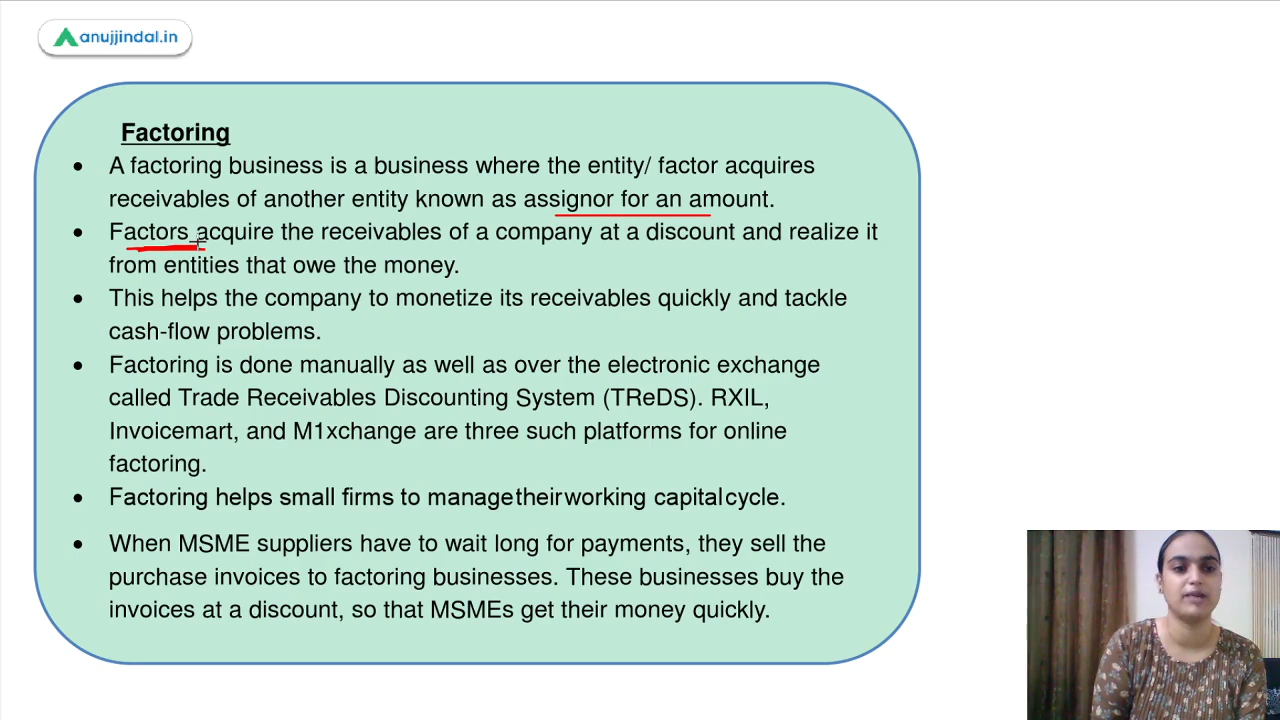 anujjindal.in
Factoring
• A factoring business is a business where the entity/ factor acquires
receivables of another entity known as assignor for an amount.
• Factors acquire the receivables of a company at a discount and realize it
from entities that owe the money.
• This helps the company to monetize its receivables quickly and tackle
cash-flow problems.
• Factoring is done manually as well as over the electronic exchange
called Trade Receivables Discounting System (TReDS). RXIL,
Invoicemart, and M1xchange are three such platforms for online
factoring.
• Factoring helps small firms to manage their working capital cycle.
• When MSME suppliers have to wait long for payments, they sell the
purchase invoices to factoring businesses. These businesses buy the
invoices at a discount, so that MSMEs get their money quickly.